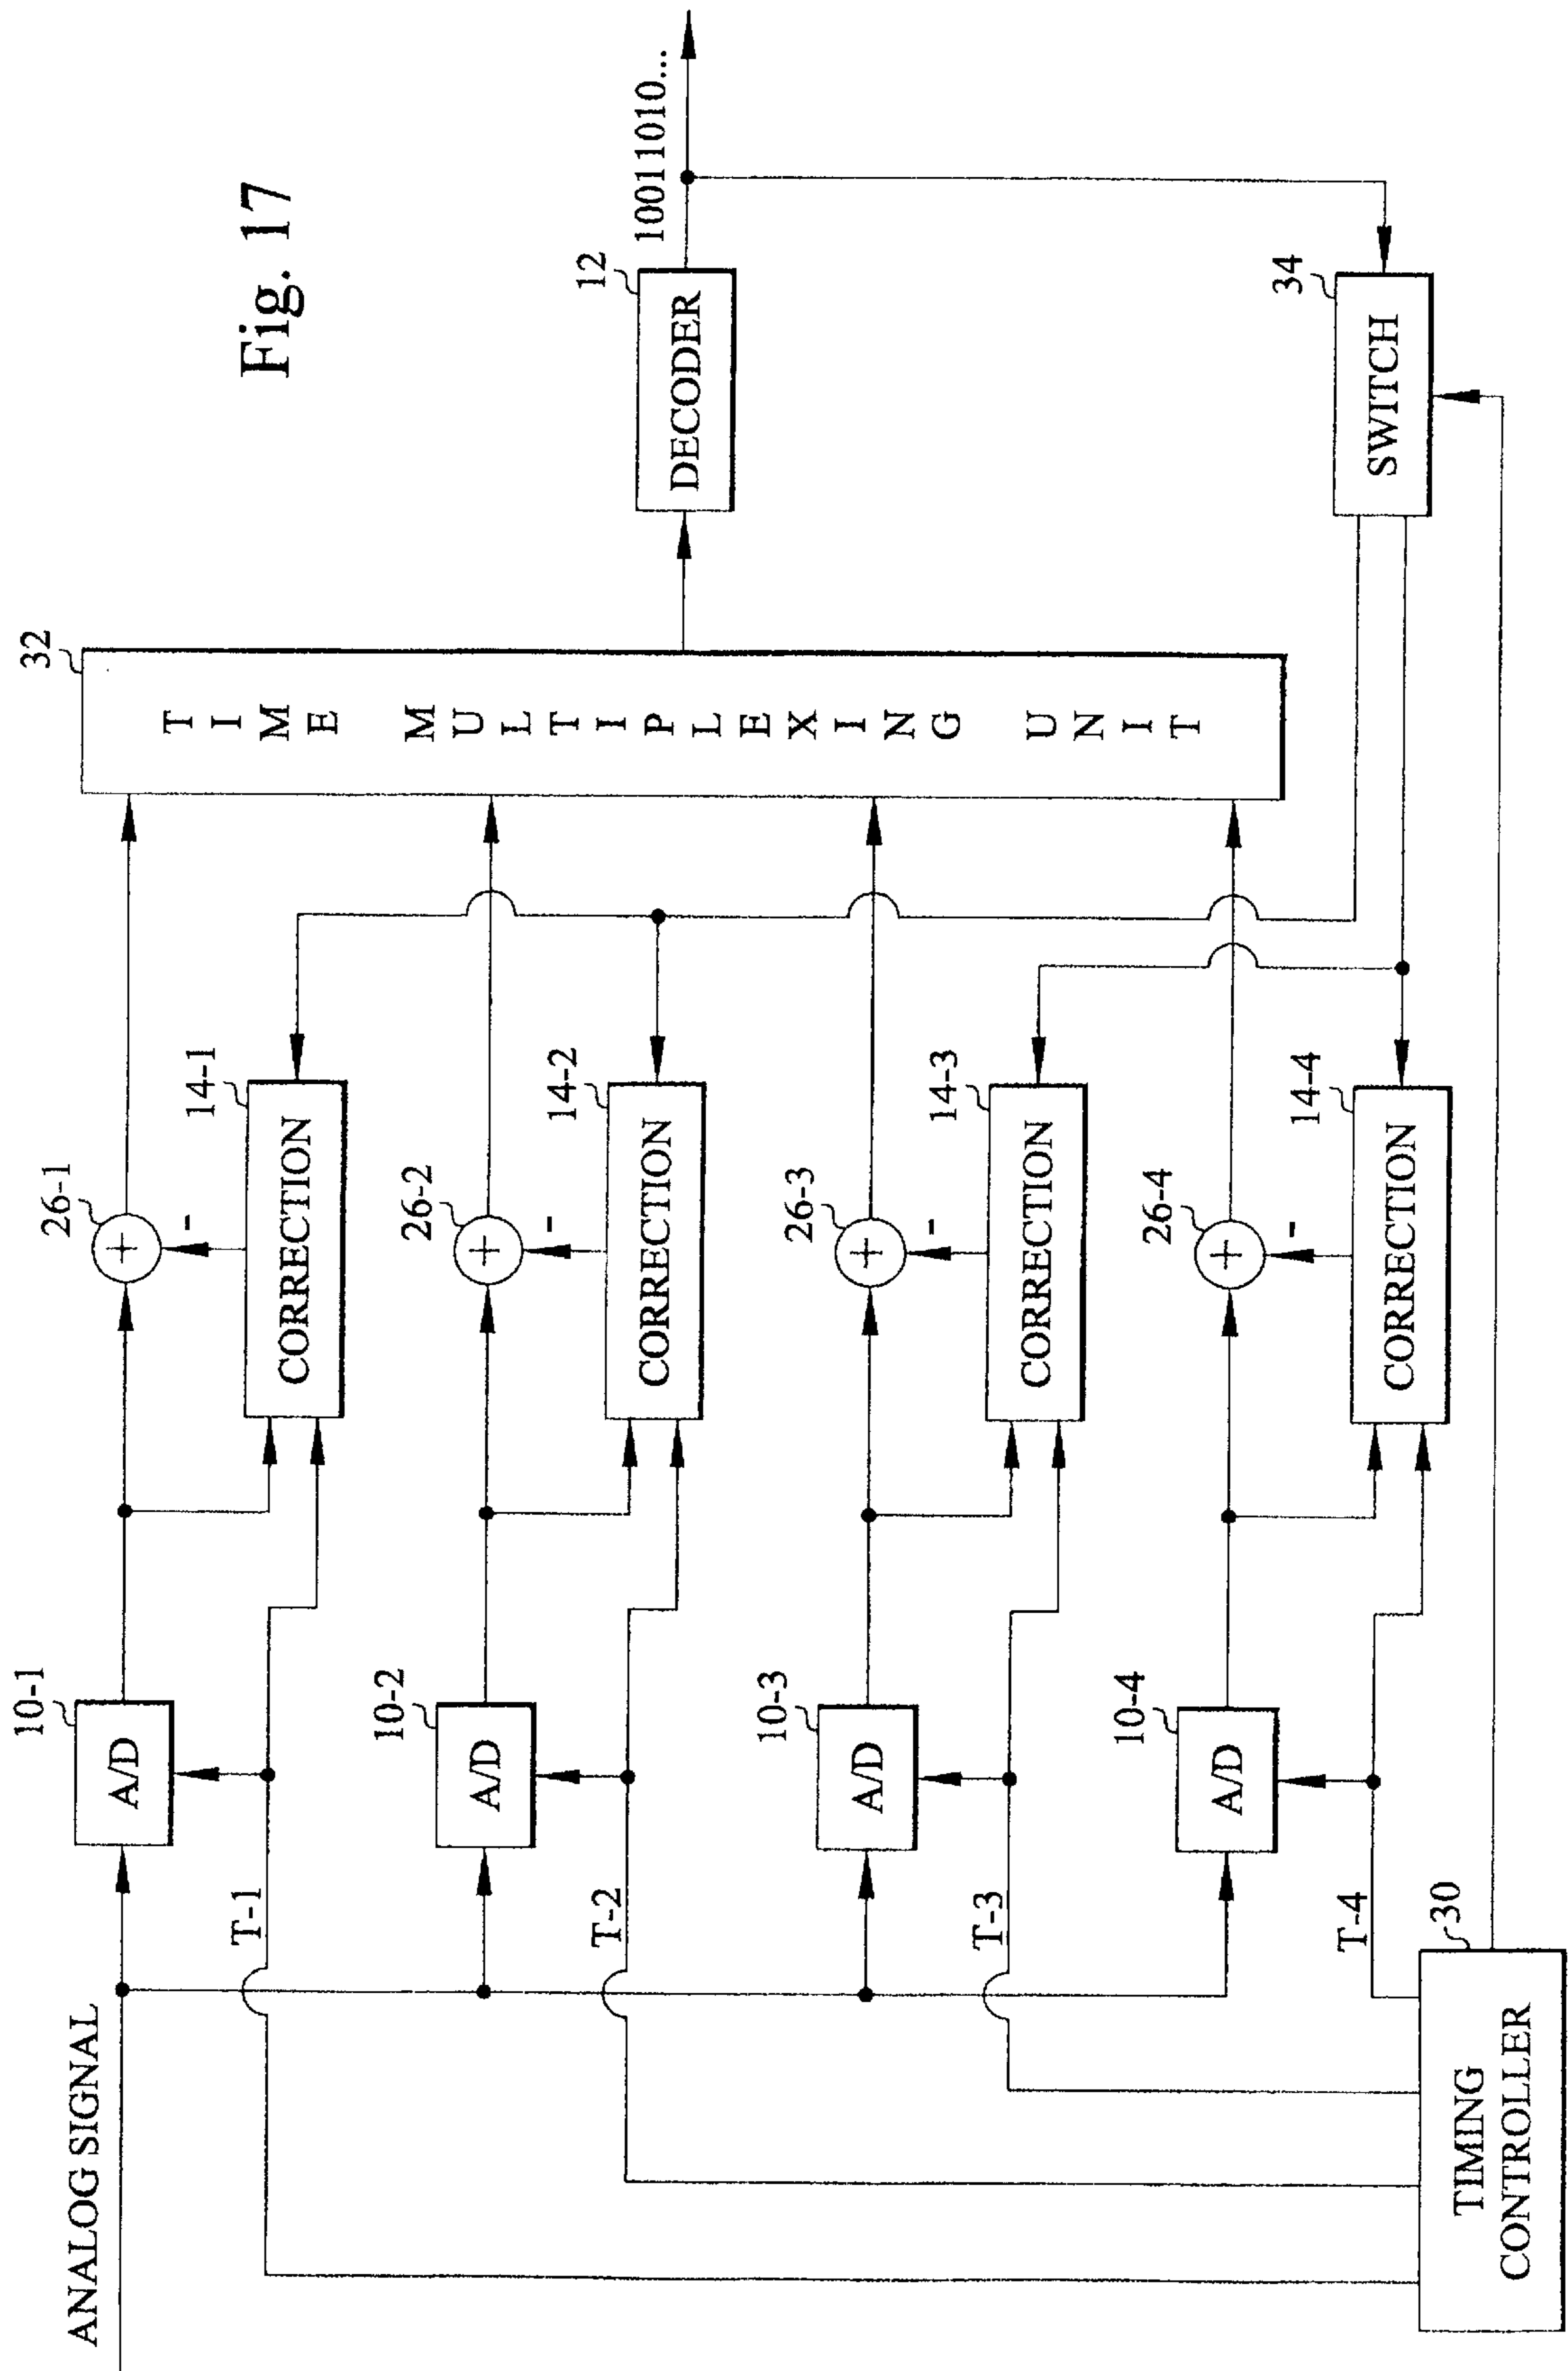 Fig. 17
ANALOG SIGNAL
10-1
A/D
T-1
26-1
+
-
14-1
CORRECTION
10-2
A/D
T-2
26-2
+
-
14-2
CORRECTION
10-3
A/D
T-3
26-3
+
-
14-3
CORRECTION
10-4
A/D
T-4
26-4
+
-
14-4
CORRECTION
30
TIMING
CONTROLLER
32
TIME MULTIPLEXING UNIT
12
DECODER
10011010...
34
SWITCH